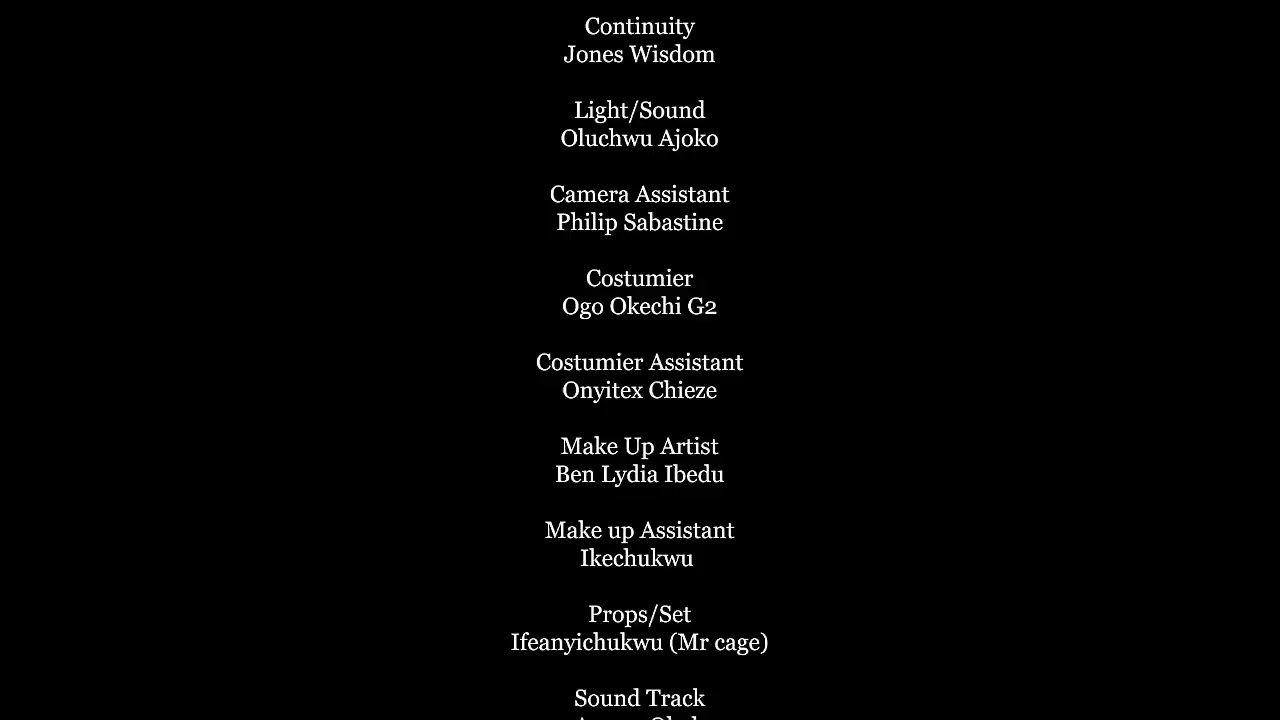 Continuity
Jones Wisdom
Light/Sound
Oluchwu Ajoko
Camera Assistant
Philip Sabastine
Costumier
Ogo Okechi G2
Costumier Assistant
Onyitex Chieze
Make Up Artist
Ben Lydia Ibedu
Make up Assistant
Ikechukwu
Props/Set
Ifeanyichukwu (Mr cage)
Sound Track